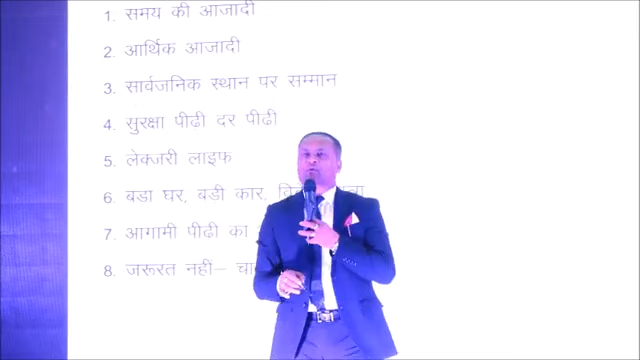 1. समय की आजादी
2. आर्थिक आजादी
3. सार्वजनिक स्थान पर सम्मान
4. सुरक्षा पीढी दर पीढी
5. लेक्जरी लाइफ
6. बडा घर, बडी कार,
7. आगामी पीढी का
8. जरूरत नहीं–